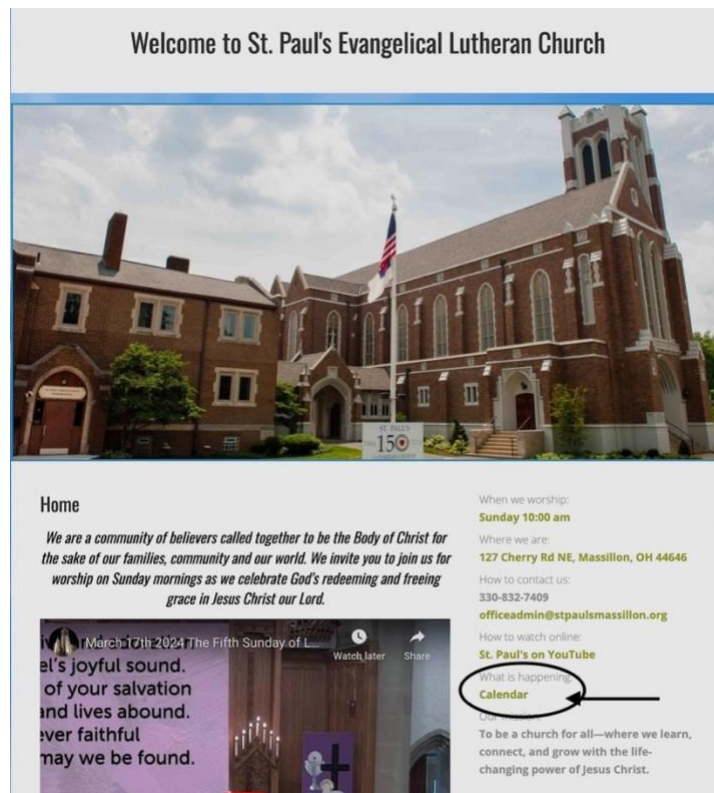 Welcome to St. Paul's Evangelical Lutheran Church
ST. PAUL'S
150
Home
We are a community of believers called together to be the Body of Christ for
the sake of our families, community and our world. We invite you to join us for
worship on Sunday mornings as we celebrate God's redeeming and freeing
grace in Jesus Christ our Lord.
March 17th 2024 The Fifth Sunday of L...
Watch later
Share
el's joyful sound.
of your salvation
and lives abound.
ever faithful
may we be found.
When we worship:
Sunday 10:00 am
Where we are:
127 Cherry Rd NE, Massillon, OH 44646
How to contact us:
330-832-7409
officeadmin@stpaulsmassillon.org
How to watch online:
St. Paul's on YouTube
What is happening:
Calendar
Our mission:
To be a church for all—where we learn,
connect, and grow with the life-
changing power of Jesus Christ.